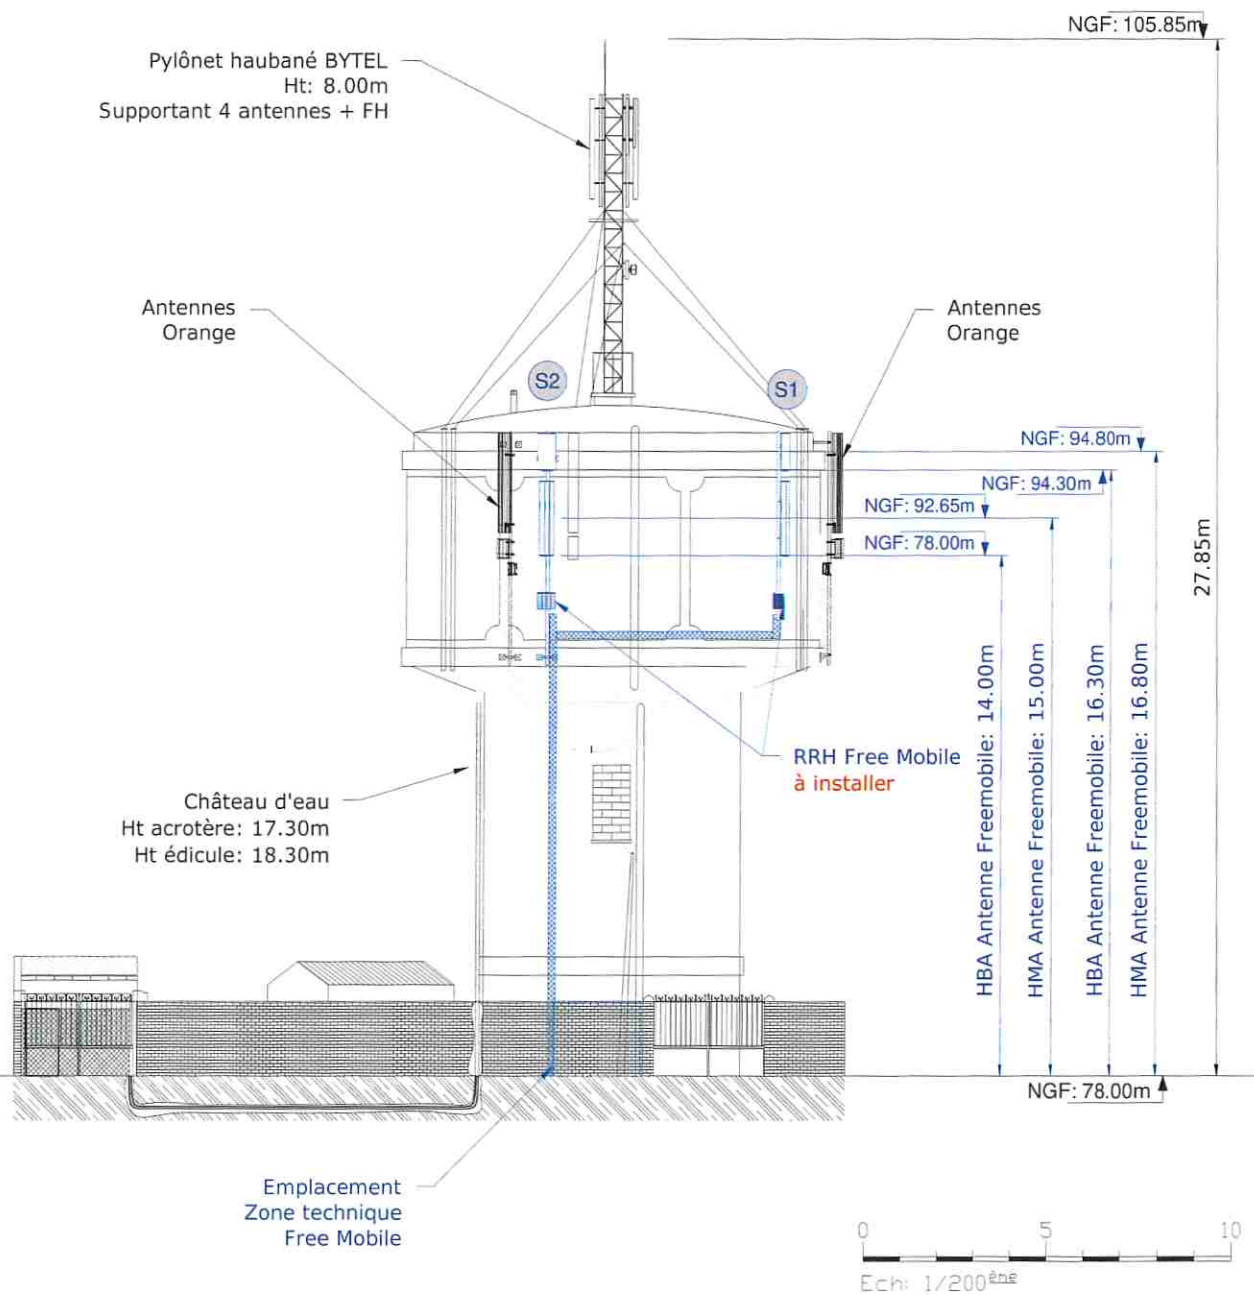 NGF: 105.85m
Pylônet haubané BYTEL
Ht: 8.00m
Supportant 4 antennes + FH
Antennes
Orange
Antennes
Orange
S2
S1
NGF: 94.80m
NGF: 94.30m
NGF: 92.65m
NGF: 78.00m
27.85m
HBA Antenne Freemobile: 14.00m
HMA Antenne Freemobile: 15.00m
HBA Antenne Freemobile: 16.30m
HMA Antenne Freemobile: 16.80m
RRH Free Mobile
à installer
Château d'eau
Ht acrotère: 17.30m
Ht édicule: 18.30m
NGF: 78.00m
Emplacement
Zone technique
Free Mobile
0 5 10
Ech: 1/200ème